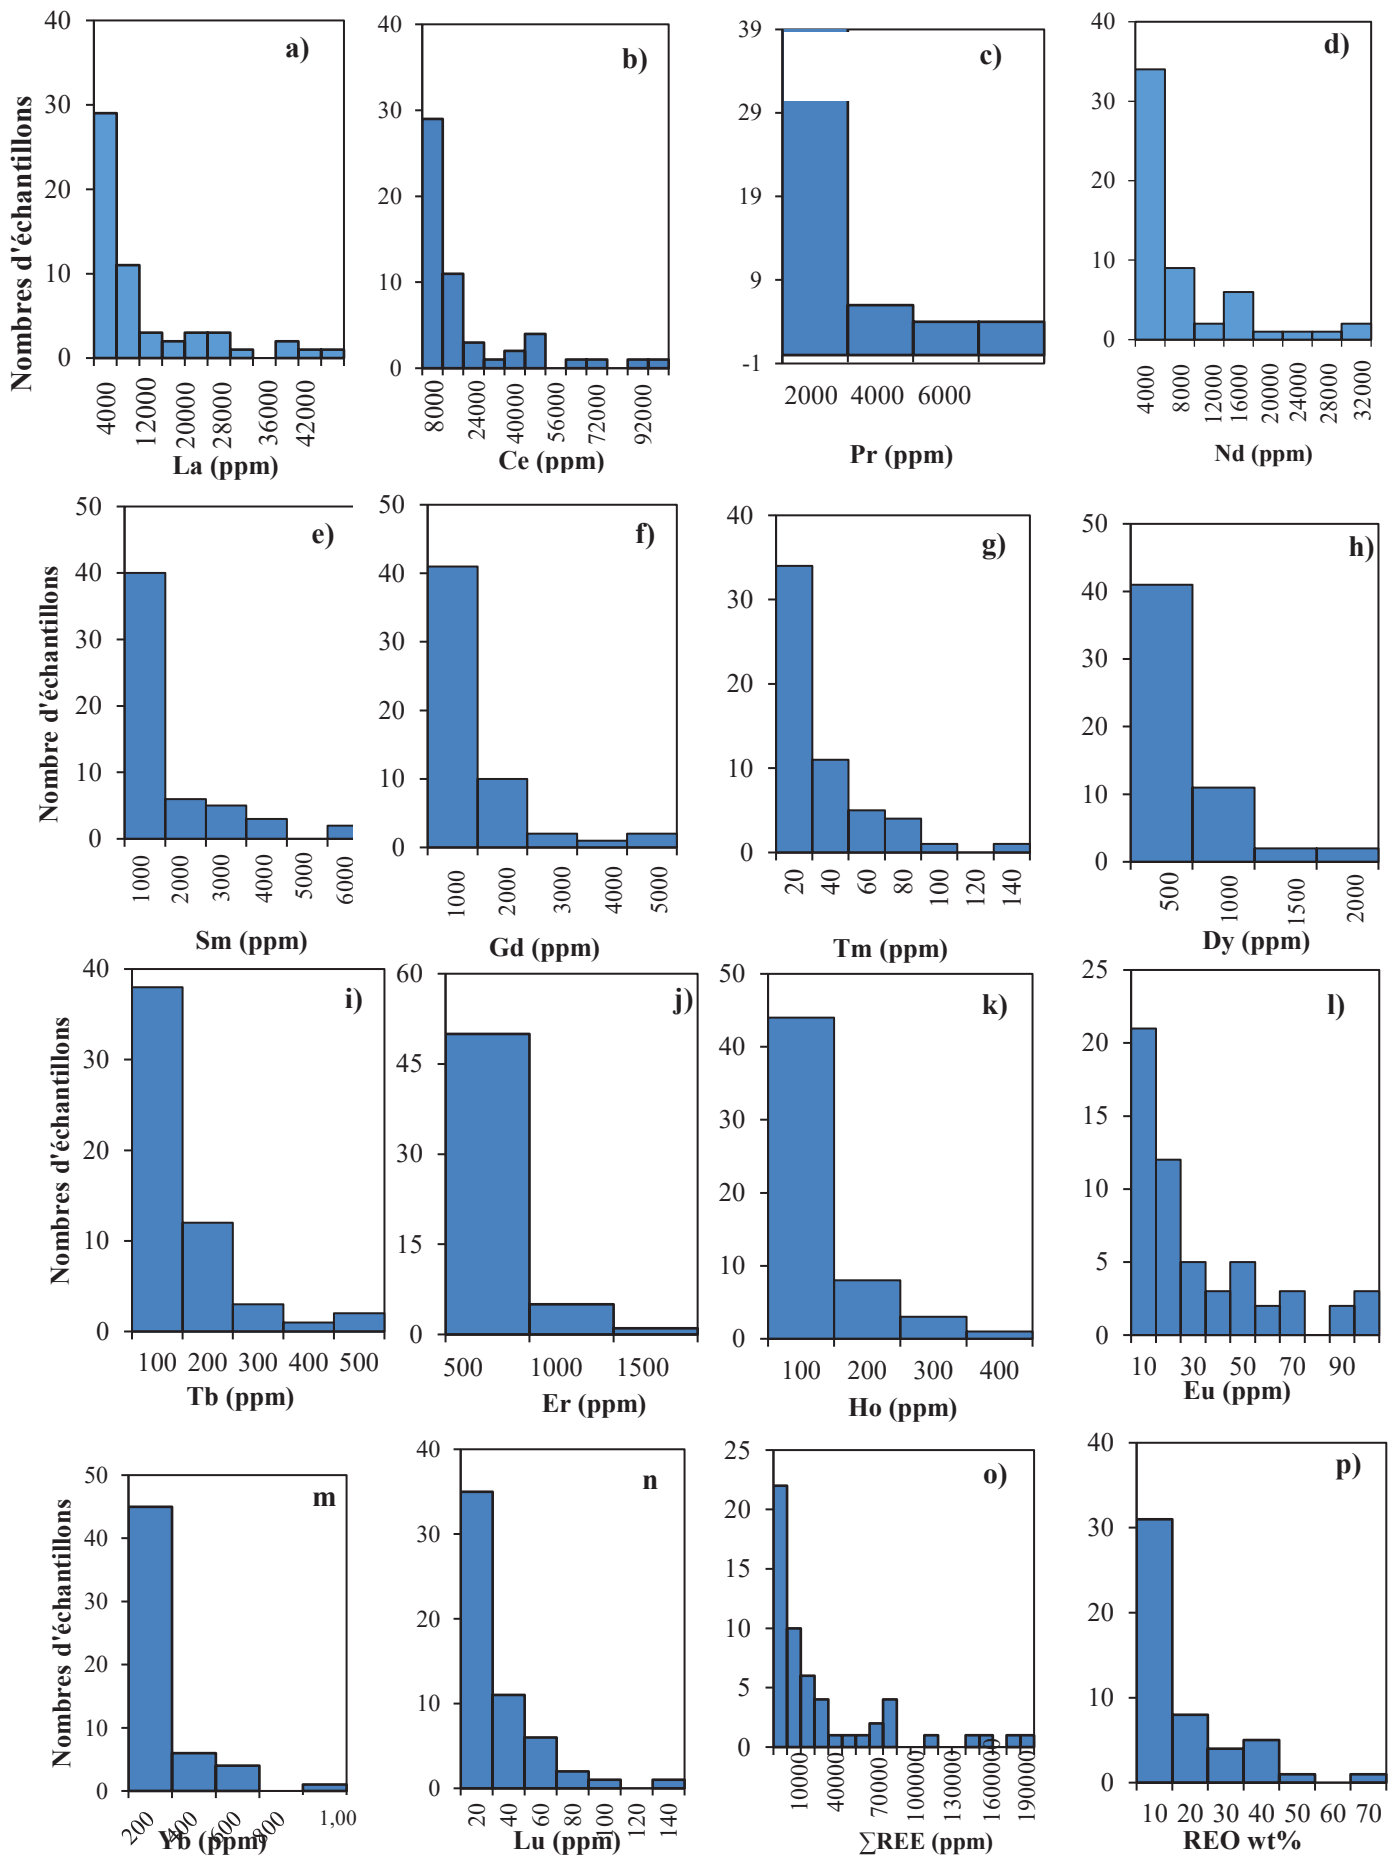 Nombres d'échantillons
a)
40
30
20
10
0
4000 12000 20000 28000 36000 42000
La (ppm)
b)
40
30
20
10
0
8000 24000 40000 56000 72000 92000
Ce (ppm)
c)
39
29
19
9
-1
2000 4000 6000
Pr (ppm)
d)
40
30
20
10
0
4000 8000 12000 16000 20000 24000 28000 32000
Nd (ppm)
Nombre d'échantillons
e)
50
40
30
20
10
0
1000 2000 3000 4000 5000 6000
Sm (ppm)
f)
50
40
30
20
10
0
1000 2000 3000 4000 5000
Gd (ppm)
g)
40
30
20
10
0
20 40 60 80 100 120 140
Tm (ppm)
h)
50
40
30
20
10
0
500 1000 1500 2000
Dy (ppm)
Nombres d'échantillons
i)
40
30
20
10
0
100 200 300 400 500
Tb (ppm)
j)
60
45
30
15
0
500 1000 1500
Er (ppm)
k)
50
40
30
20
10
0
100 200 300 400
Ho (ppm)
l)
25
20
15
10
5
0
10 30 50 70 90
Eu (ppm)
Nombres d'échantillons
m
50
40
30
20
10
0
200 400 600 800 1,00
Yb (ppm)
n
40
30
20
10
0
20 40 60 80 100 120 140
Lu (ppm)
o)
25
20
15
10
5
0
10000 40000 70000 100000 130000 160000 190000
∑REE (ppm)
p)
40
30
20
10
0
10 20 30 40 50 60 70
REO wt%